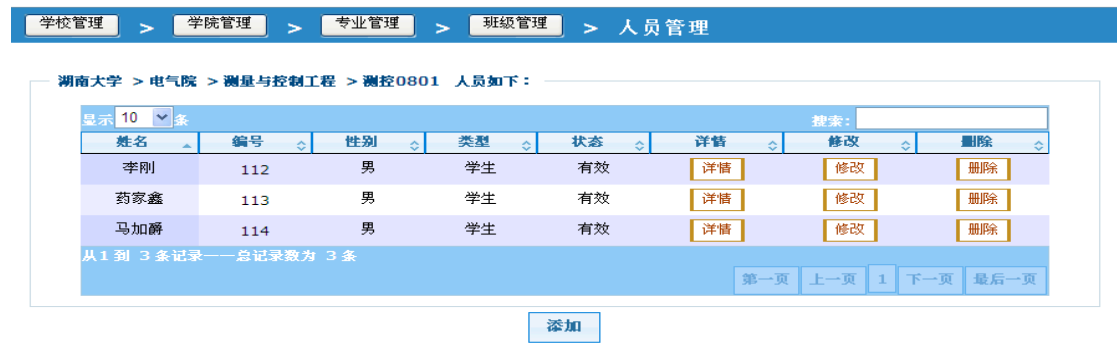 学校管理 > 学院管理 > 专业管理 > 班级管理 > 人员管理
湖南大学 > 电气院 > 测量与控制工程 > 测控0801 人员如下：
显示 10 条 搜索:
姓名 编号 性别 类型 状态 详情 修改 删除
李刚 112 男 学生 有效 详情 修改 删除
药家鑫 113 男 学生 有效 详情 修改 删除
马加爵 114 男 学生 有效 详情 修改 删除
从1 到 3 条记录——总记录数为 3 条
第一页 上一页 1 下一页 最后一页
添加